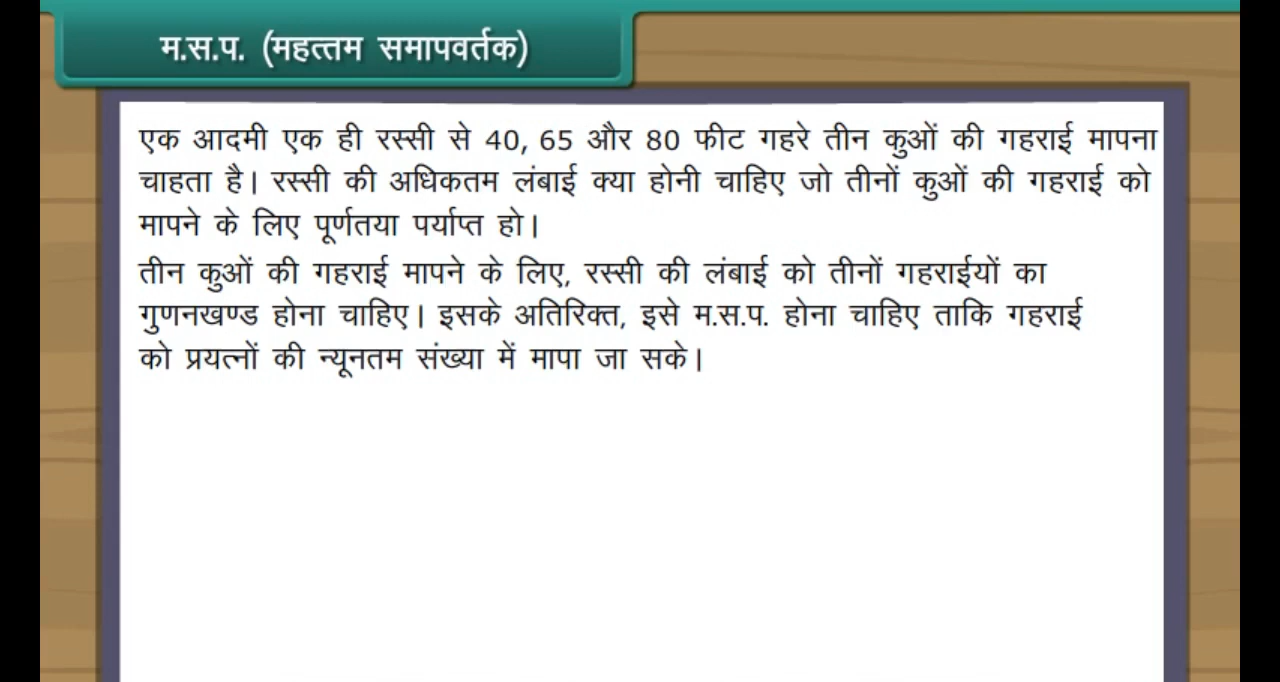 म.स.प. (महत्तम समापवर्तक)
एक आदमी एक ही रस्सी से 40, 65 और 80 फीट गहरे तीन कुओं की गहराई मापना
चाहता है। रस्सी की अधिकतम लंबाई क्या होनी चाहिए जो तीनों कुओं की गहराई को
मापने के लिए पूर्णतया पर्याप्त हो।
तीन कुओं की गहराई मापने के लिए, रस्सी की लंबाई को तीनों गहराईयों का
गुणनखण्ड होना चाहिए। इसके अतिरिक्त, इसे म.स.प. होना चाहिए ताकि गहराई
को प्रयत्नों की न्यूनतम संख्या में मापा जा सके।